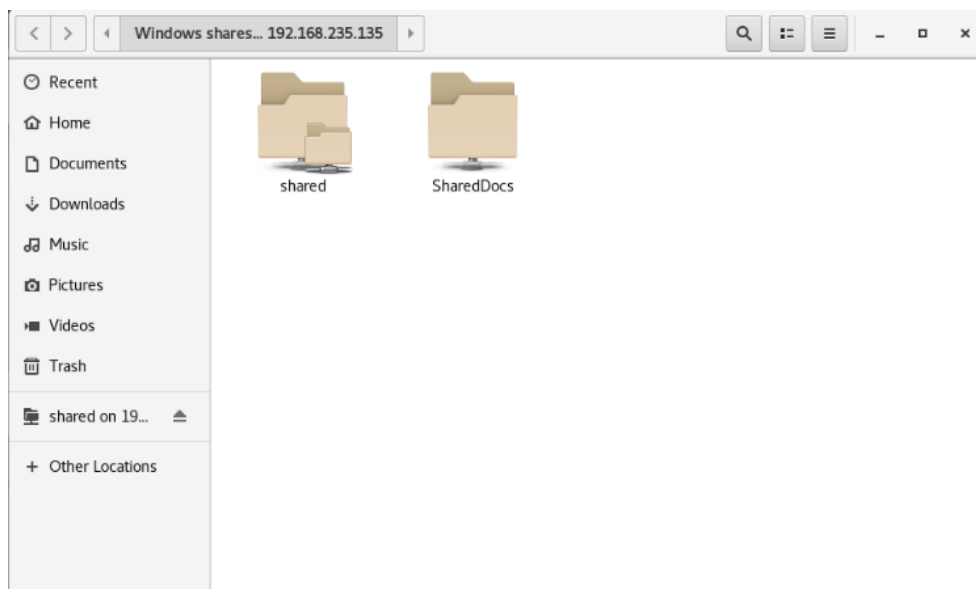 Windows shares... 192.168.235.135
Recent
Home
Documents
Downloads
Music
Pictures
Videos
Trash
shared on 19...
Other Locations
shared
SharedDocs